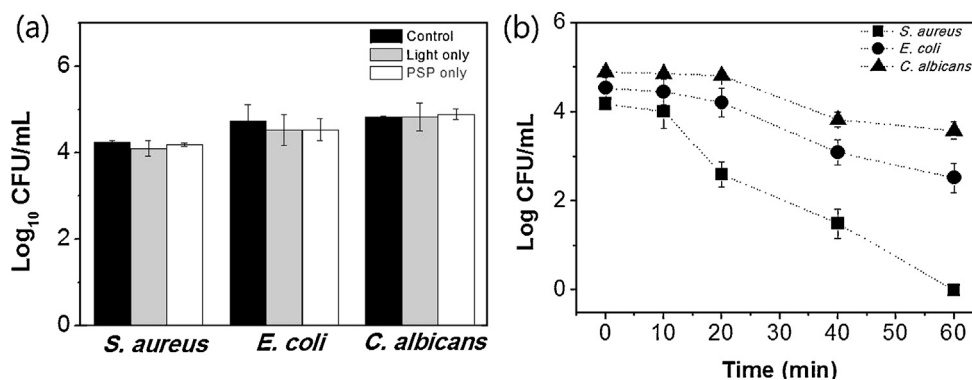 (a)
Control
Light only
PSP only
Log10 CFU/mL
6
4
2
0
S. aureus
E. coli
C. albicans
(b)
S. aureus
E. coli
C. albicans
Log CFU/mL
6
4
2
0
0 10 20 30 40 50 60
Time (min)